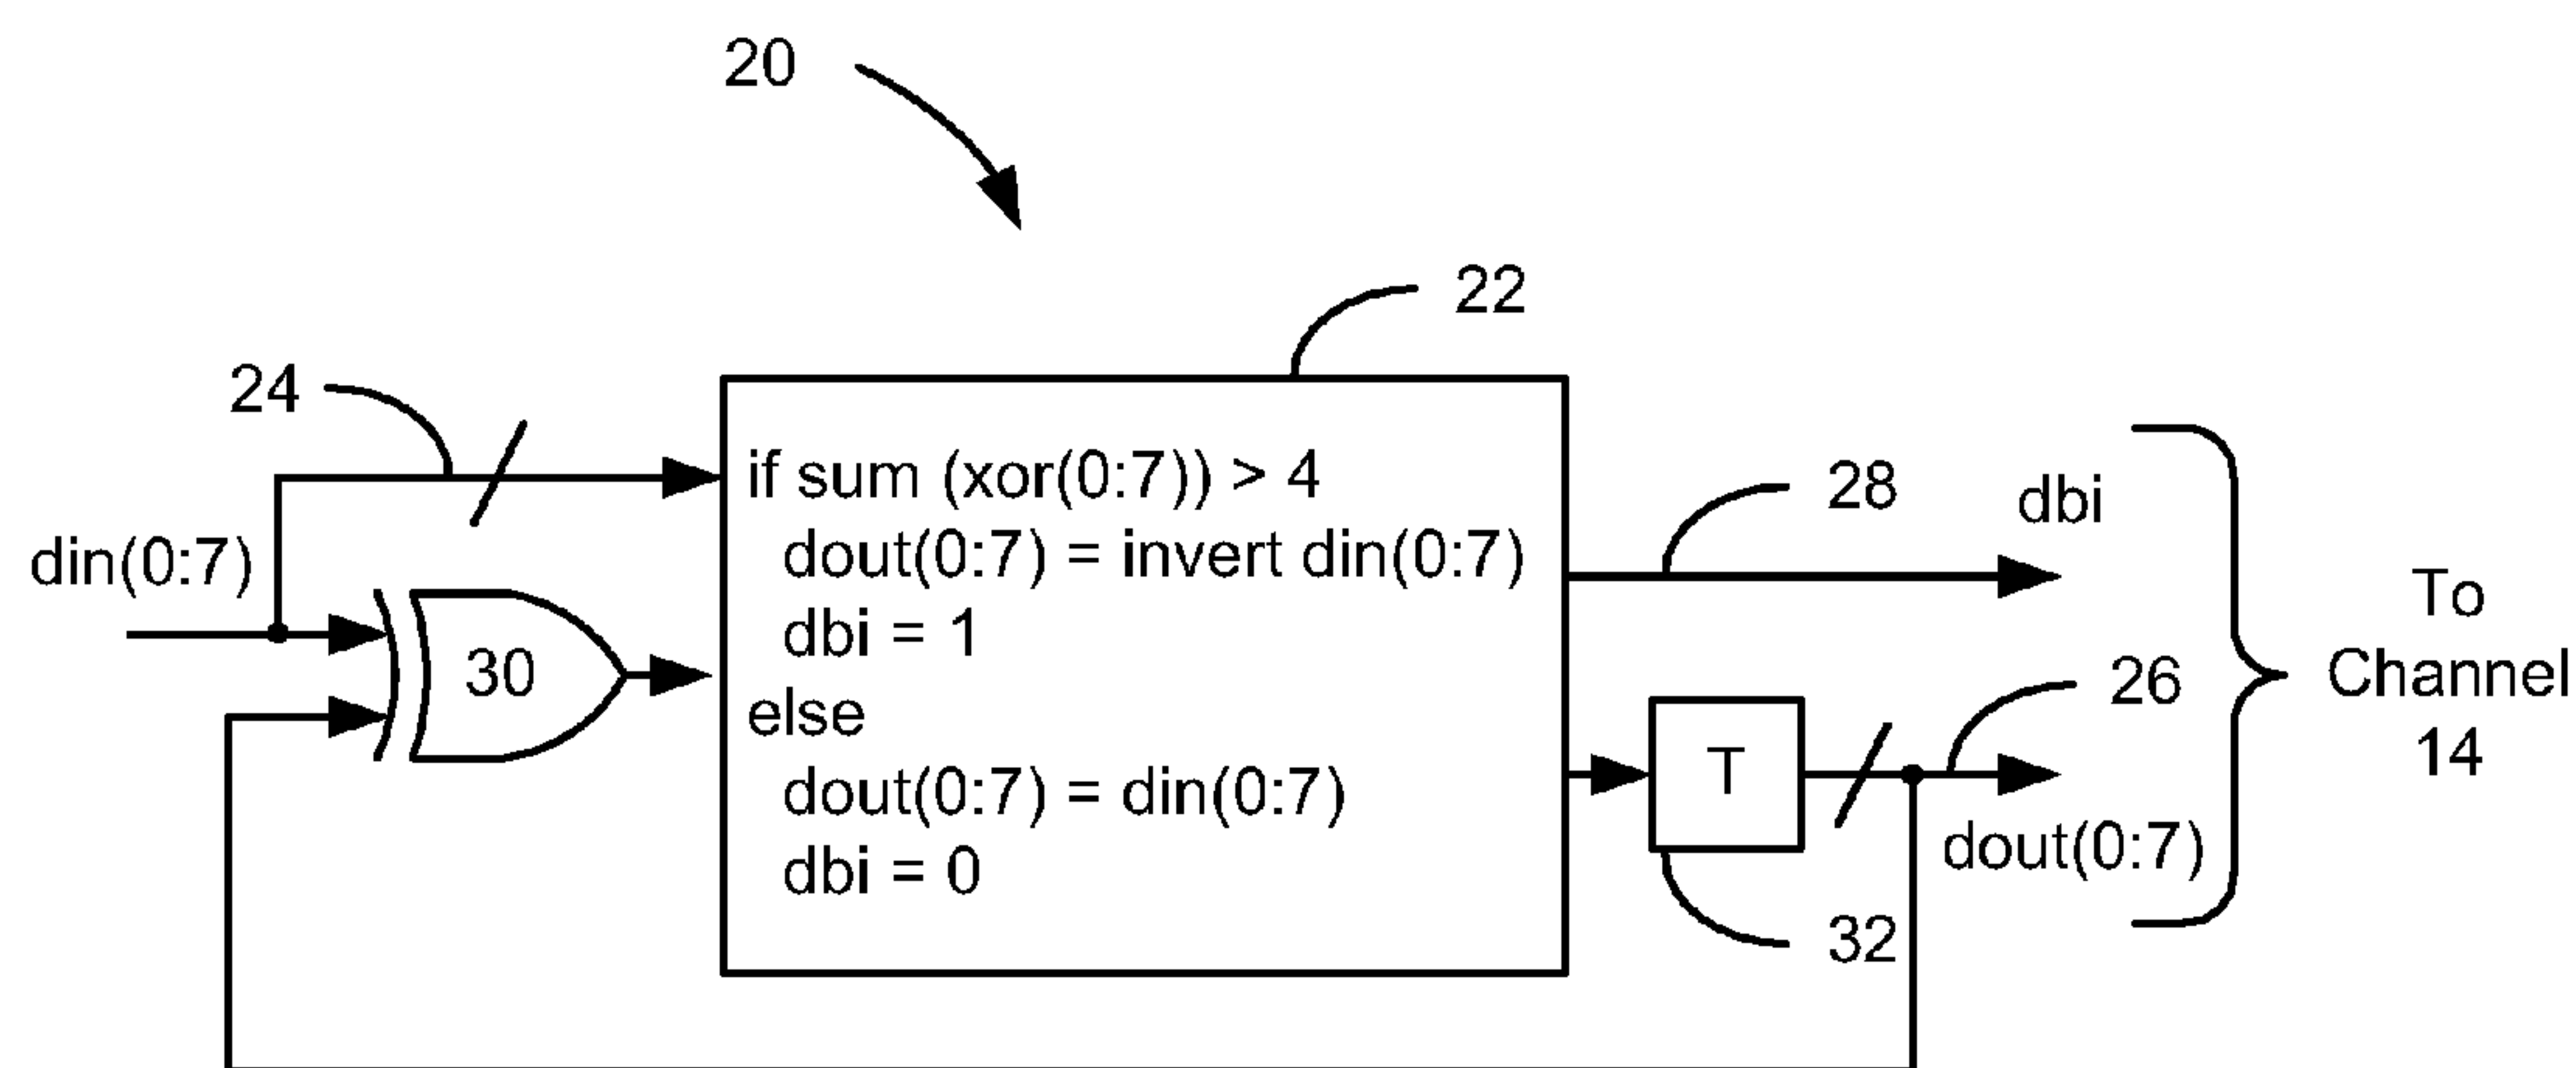 20
22
24
if sum (xor(0:7)) > 4
dout(0:7) = invert din(0:7)
dbi = 1
else
dout(0:7) = din(0:7)
dbi = 0
din(0:7)
30
28
dbi
T
26
dout(0:7)
32
To
Channel
14